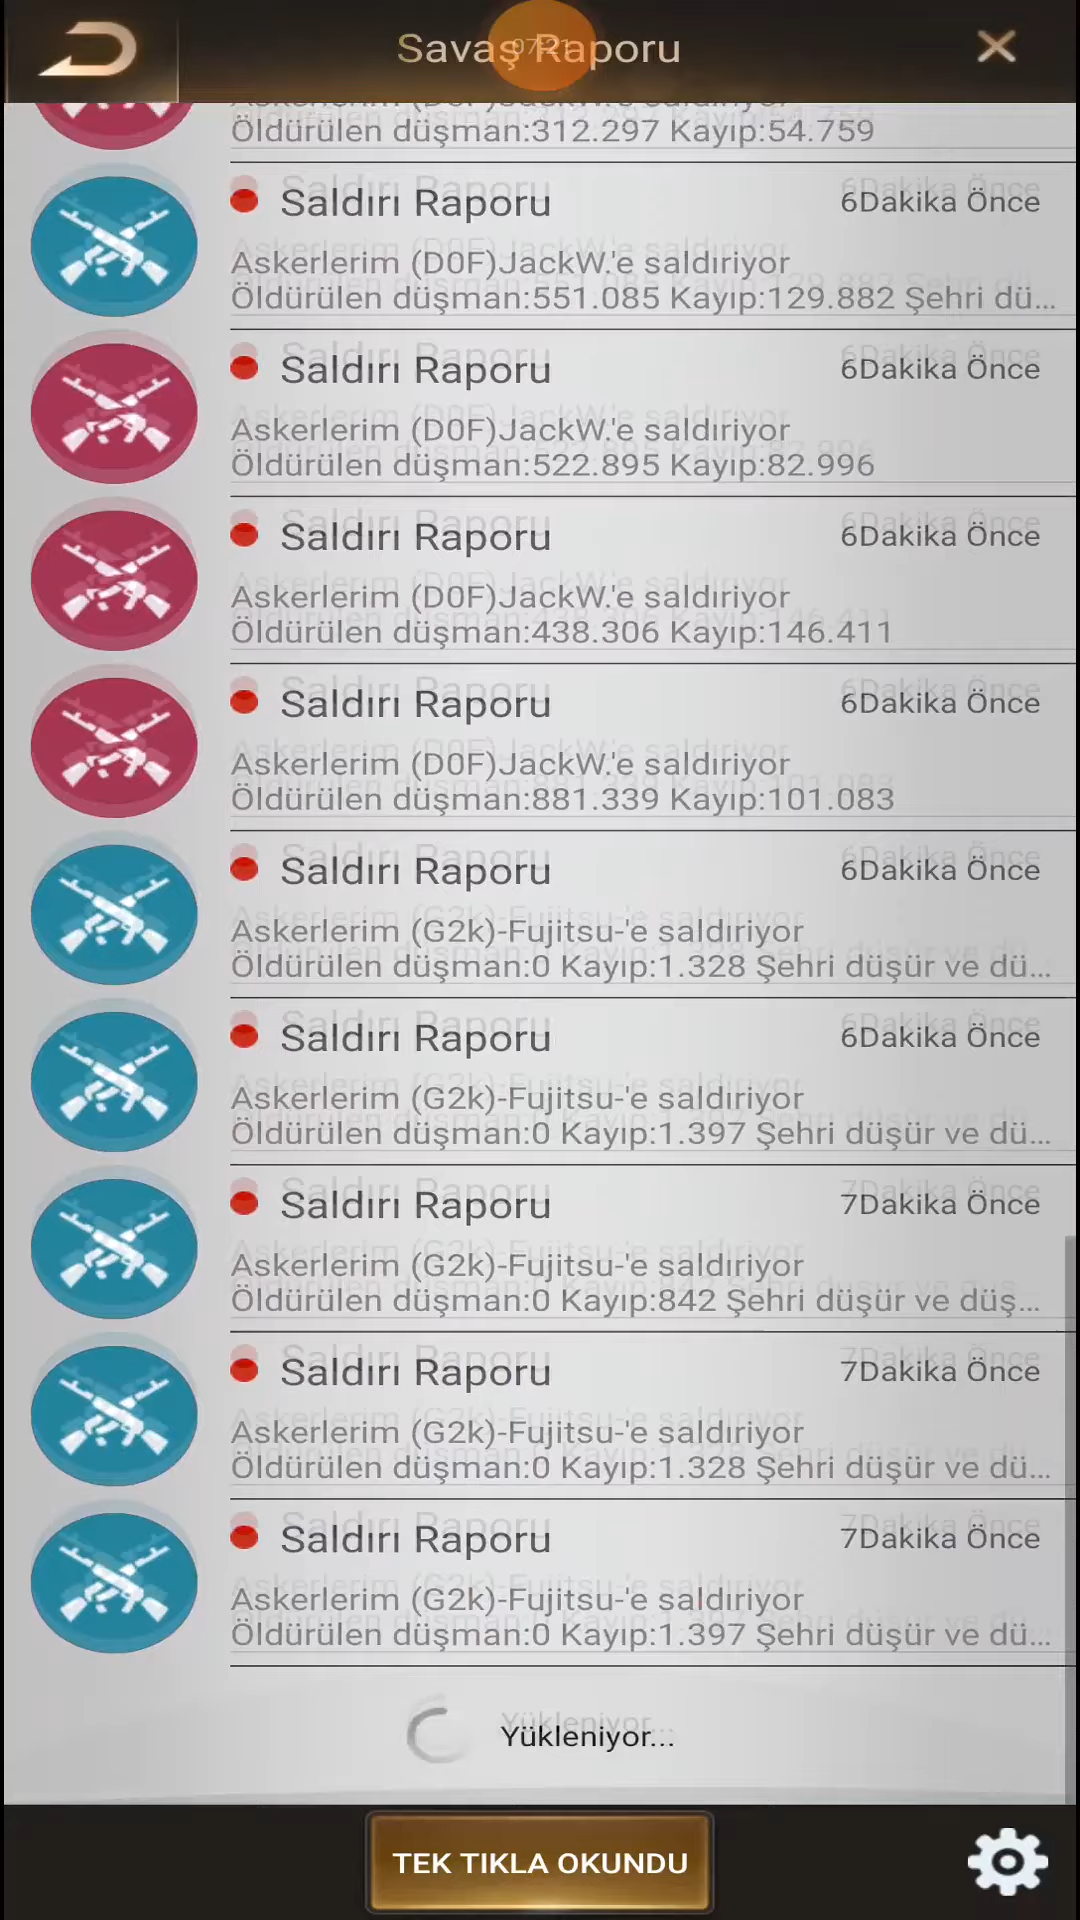 Savaş Raporu
07:21
Askerlerim (D0F)JackW.'e saldırıyor
Öldürülen düşman:312.297 Kayıp:54.759
Saldırı Raporu
6Dakika Önce
Askerlerim (D0F)JackW.'e saldırıyor
Öldürülen düşman:551.085 Kayıp:129.882 Şehri dü...
Saldırı Raporu
6Dakika Önce
Askerlerim (D0F)JackW.'e saldırıyor
Öldürülen düşman:522.895 Kayıp:82.996
Saldırı Raporu
6Dakika Önce
Askerlerim (D0F)JackW.'e saldırıyor
Öldürülen düşman:438.306 Kayıp:146.411
Saldırı Raporu
6Dakika Önce
Askerlerim (D0F)JackW.'e saldırıyor
Öldürülen düşman:881.339 Kayıp:101.083
Saldırı Raporu
6Dakika Önce
Askerlerim (G2k)-Fujitsu-'e saldırıyor
Öldürülen düşman:0 Kayıp:1.328 Şehri düşür ve dü...
Saldırı Raporu
6Dakika Önce
Askerlerim (G2k)-Fujitsu-'e saldırıyor
Öldürülen düşman:0 Kayıp:1.397 Şehri düşür ve dü...
Saldırı Raporu
7Dakika Önce
Askerlerim (G2k)-Fujitsu-'e saldırıyor
Öldürülen düşman:0 Kayıp:842 Şehri düşür ve düş...
Saldırı Raporu
7Dakika Önce
Askerlerim (G2k)-Fujitsu-'e saldırıyor
Öldürülen düşman:0 Kayıp:1.328 Şehri düşür ve dü...
Saldırı Raporu
7Dakika Önce
Askerlerim (G2k)-Fujitsu-'e saldırıyor
Öldürülen düşman:0 Kayıp:1.397 Şehri düşür ve dü...
Yükleniyor...
TEK TIKLA OKUNDU